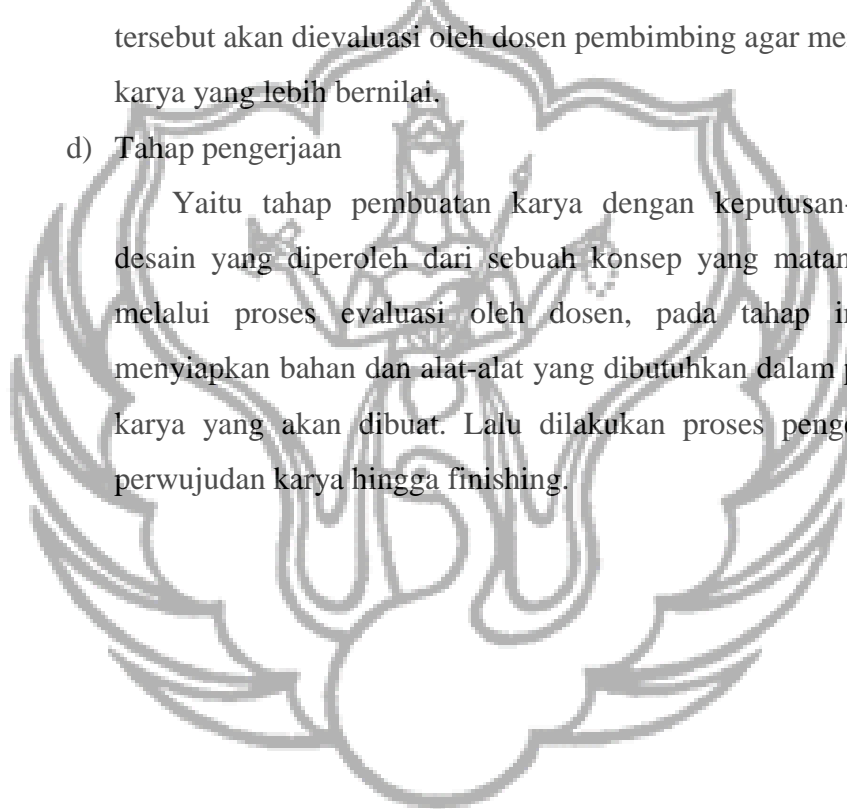 tersebut akan dievaluasi oleh dosen pembimbing agar me
karya yang lebih bernilai.
d) Tahap pengerjaan
Yaitu tahap pembuatan karya dengan keputusan-
desain yang diperoleh dari sebuah konsep yang matan
melalui proses evaluasi oleh dosen, pada tahap in
menyiapkan bahan dan alat-alat yang dibutuhkan dalam p
karya yang akan dibuat. Lalu dilakukan proses penge
perwujudan karya hingga finishing.